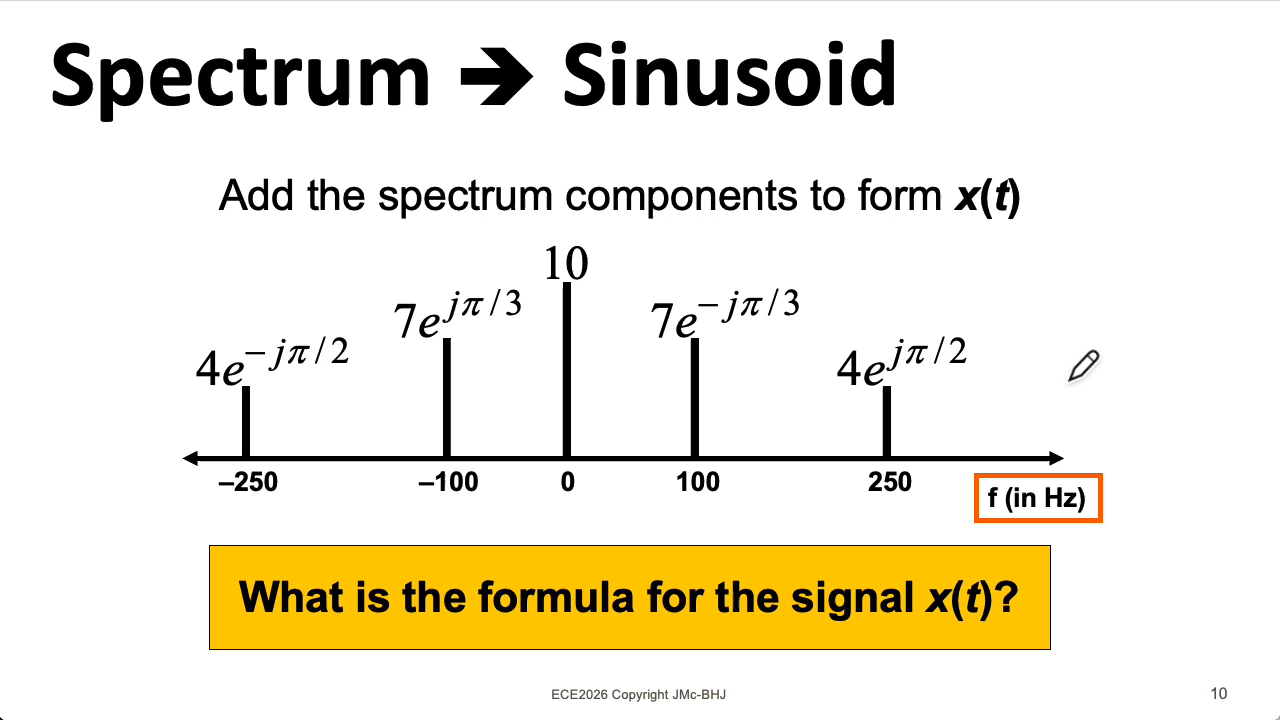 Spectrum ➔ Sinusoid
Add the spectrum components to form x(t)
10
7e^{jπ/3}
7e^{−jπ/3}
4e^{−jπ/2}
4e^{jπ/2}
–250 –100 0 100 250
f (in Hz)
What is the formula for the signal x(t)?
ECE2026 Copyright JMc-BHJ
10